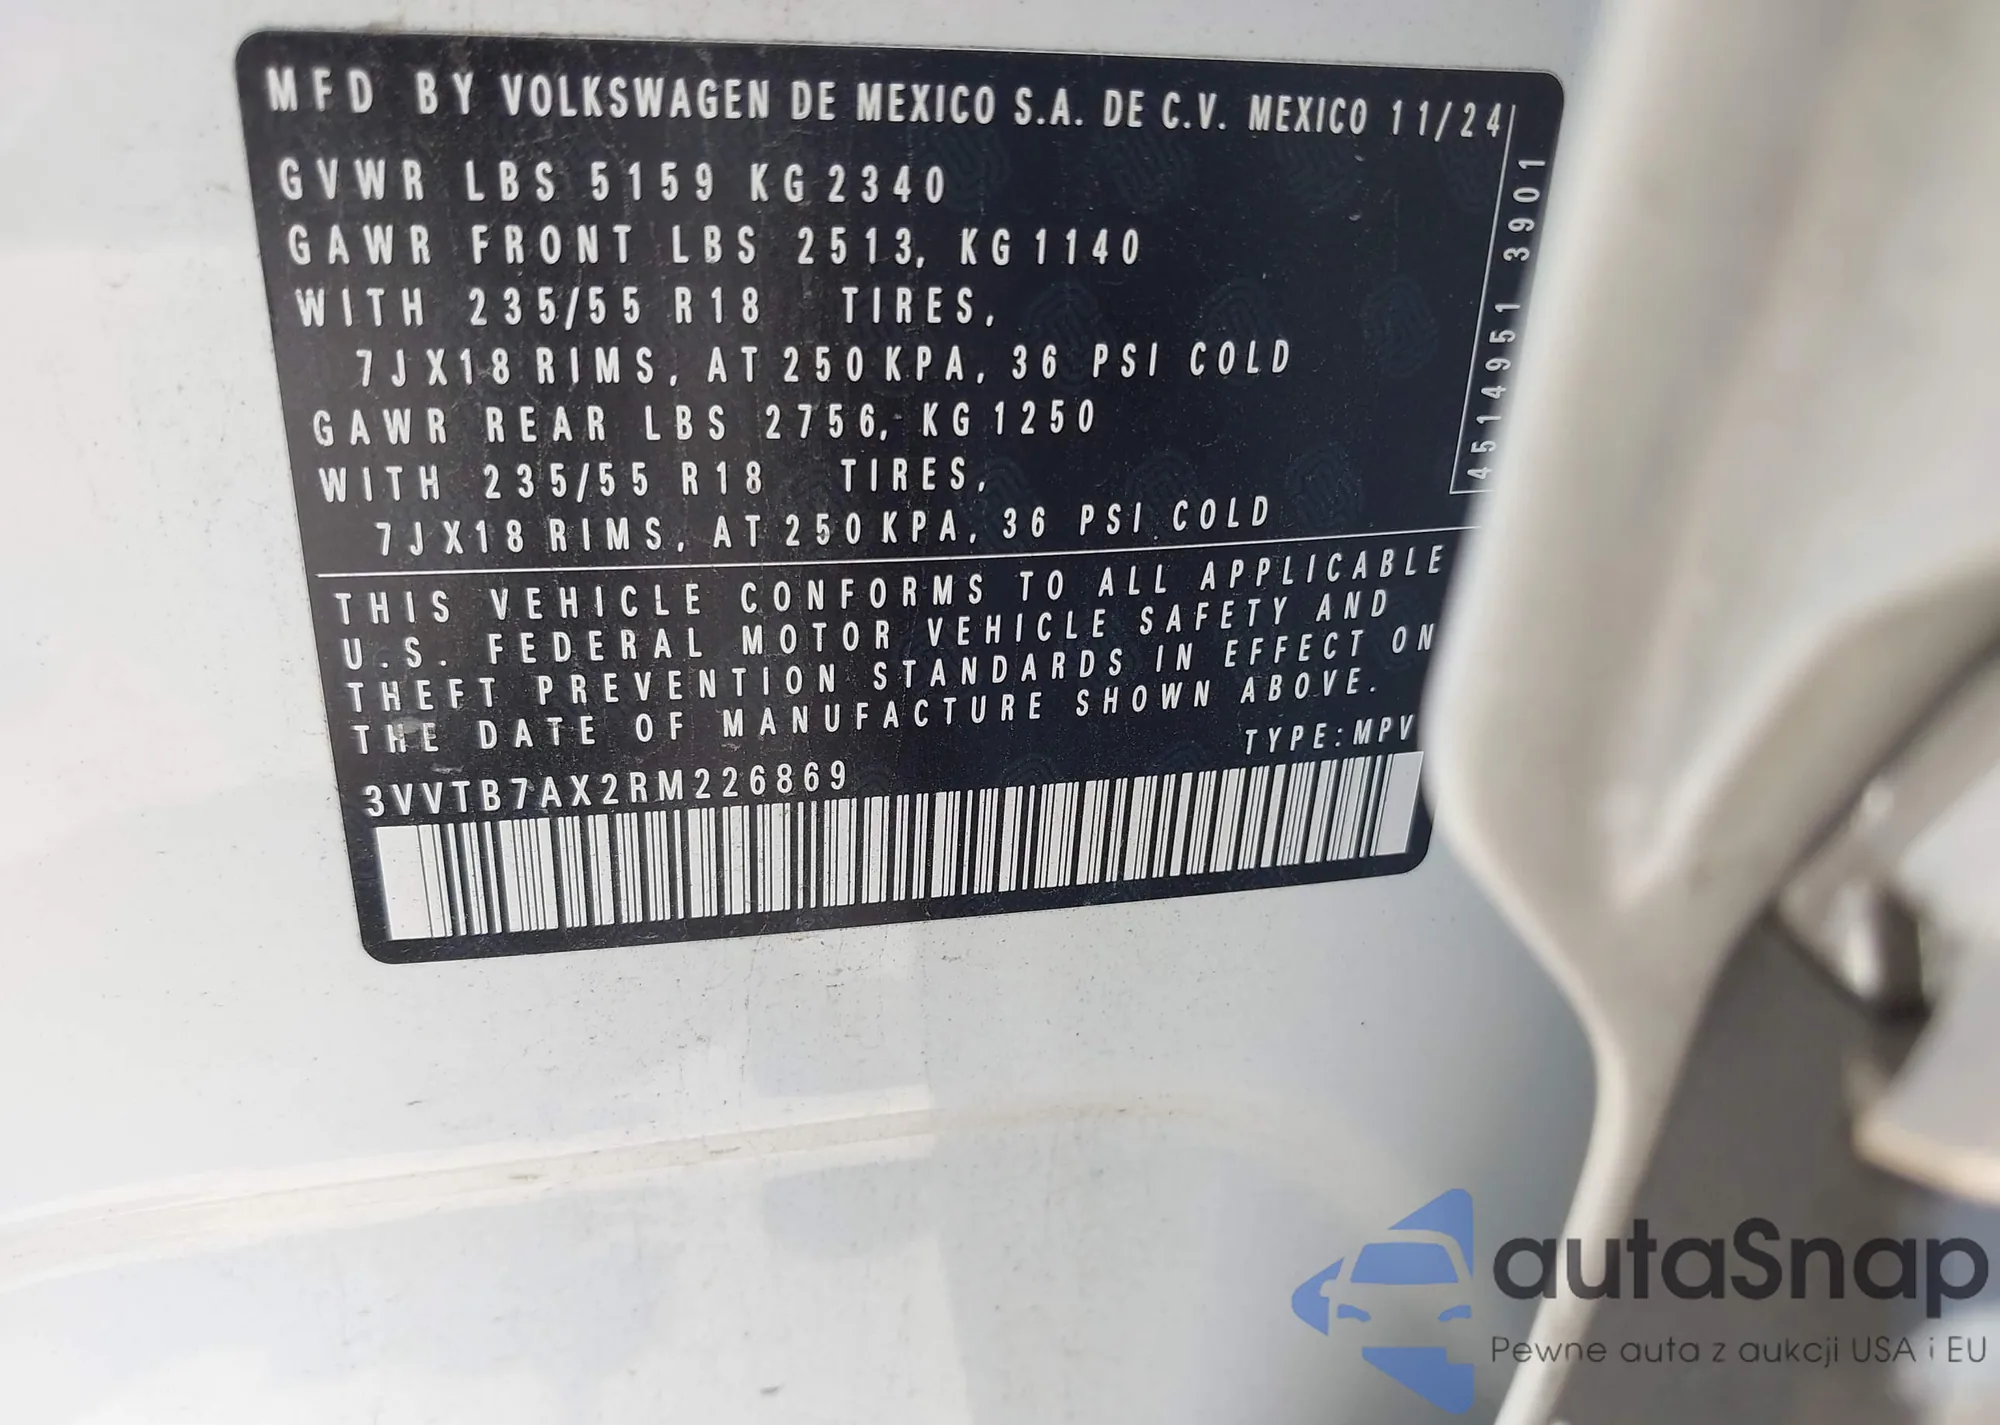 MFD BY VOLKSWAGEN DE MEXICO S.A. DE C.V. MEXICO 11/24
GVWR LBS 5159 KG 2340
GAWR FRONT LBS 2513, KG 1140
WITH 235/55 R18 TIRES,
7JX18 RIMS, AT 250 KPA, 36 PSI COLD
GAWR REAR LBS 2756, KG 1250
WITH 235/55 R18 TIRES,
7JX18 RIMS, AT 250 KPA, 36 PSI COLD
4514951 3901
THIS VEHICLE CONFORMS TO ALL APPLICABLE
U.S. FEDERAL MOTOR VEHICLE SAFETY AND
THEFT PREVENTION STANDARDS IN EFFECT ON
THE DATE OF MANUFACTURE SHOWN ABOVE.
TYPE: MPV
3VVTB7AX2RM226869
autaSnap
Pewne auta z aukcji USA i EU